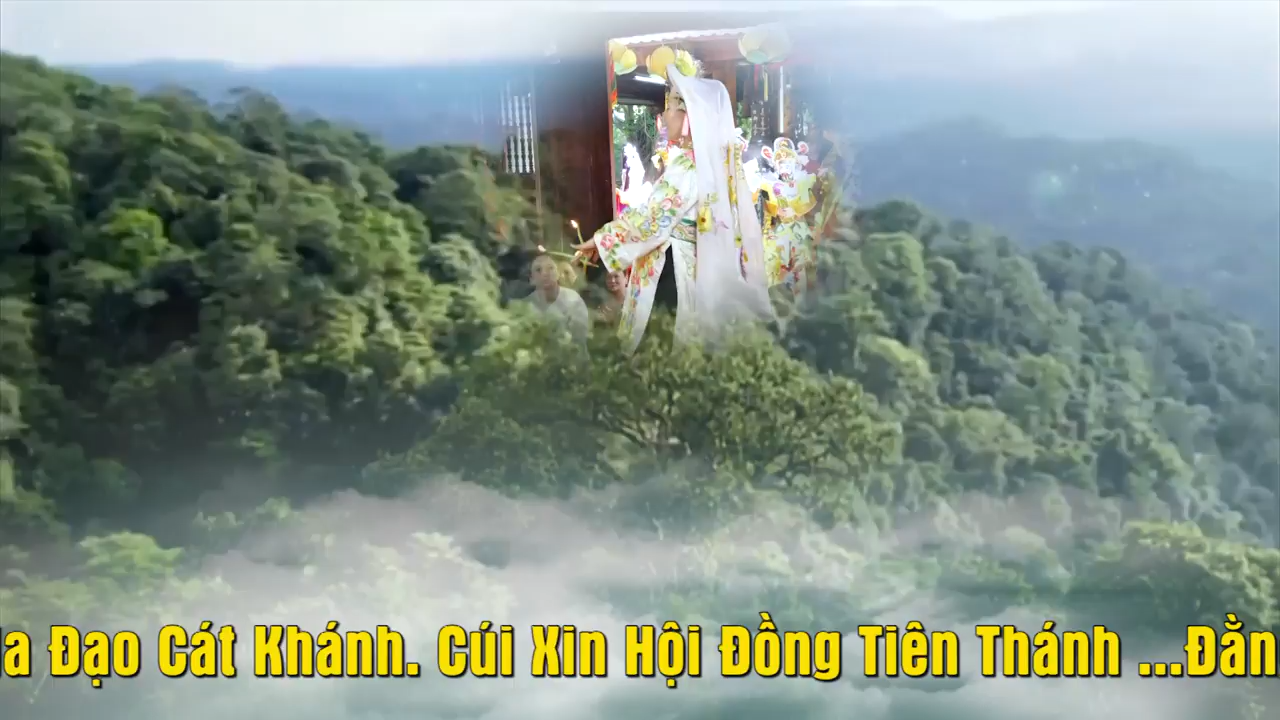 Đạo Cát Khánh. Cúi Xin Hội Đồng Tiên Thánh ...